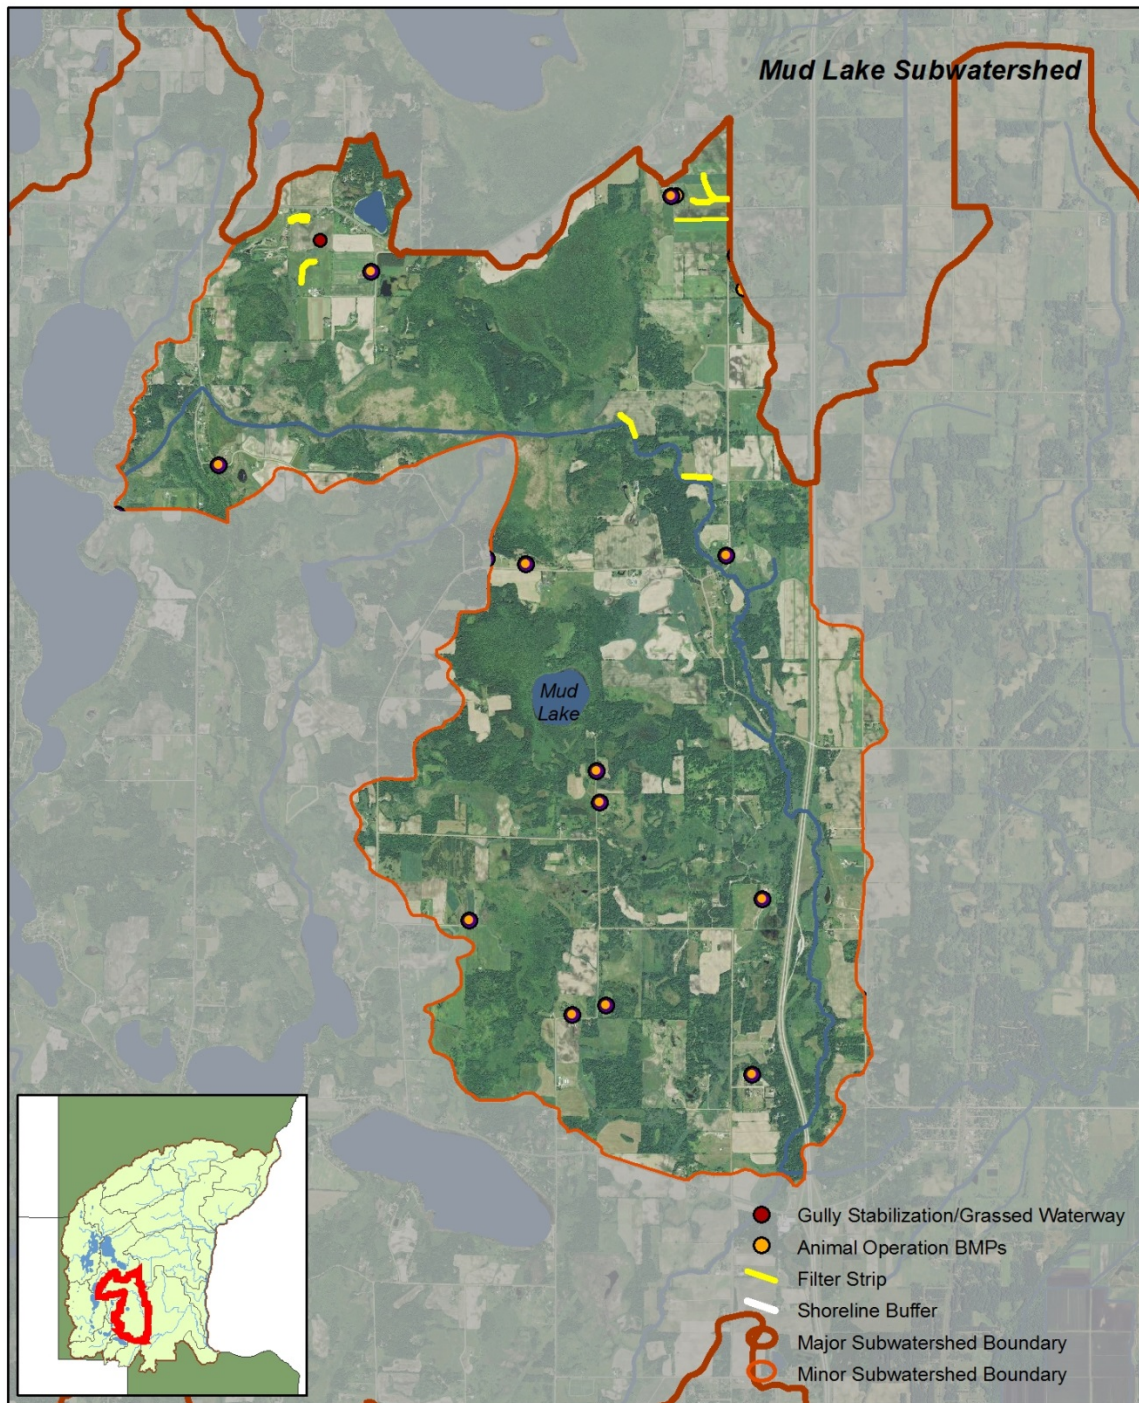 Mud Lake Subwatershed
Mud
Lake
Gully Stabilization/Grassed Waterway
Animal Operation BMPs
Filter Strip
Shoreline Buffer
Major Subwatershed Boundary
Minor Subwatershed Boundary